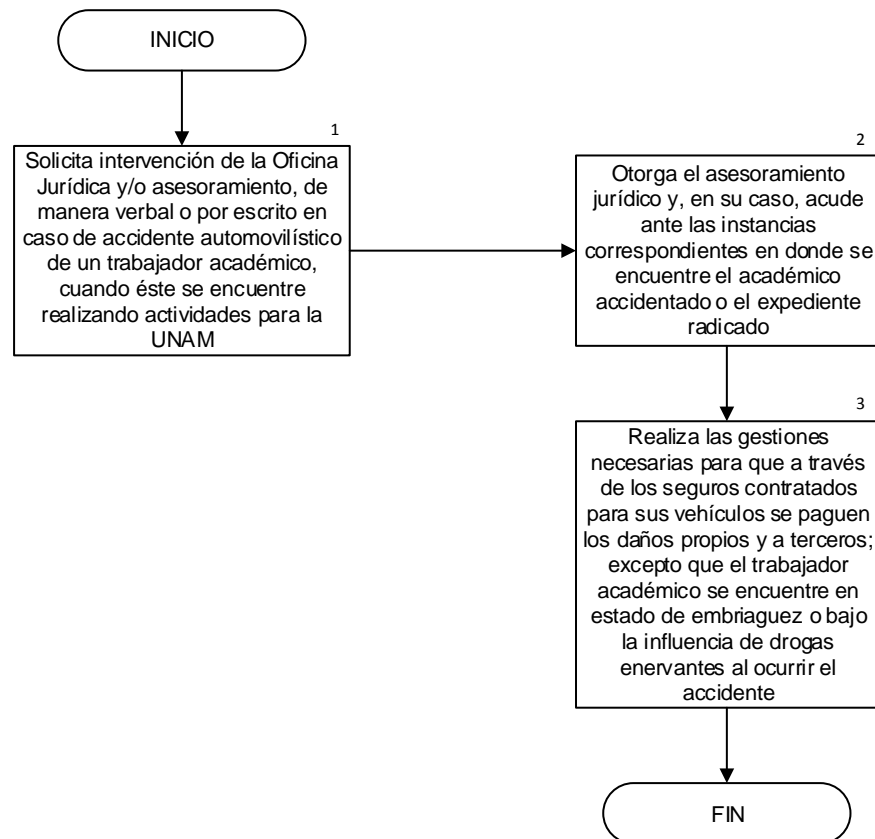 INICIO
1
Solicita intervención de la Oficina
Jurídica y/o asesoramiento, de
manera verbal o por escrito en
caso de accidente automovilístico
de un trabajador académico,
cuando éste se encuentre
realizando actividades para la
UNAM
2
Otorga el asesoramiento
jurídico y, en su caso, acude
ante las instancias
correspondientes en donde se
encuentre el académico
accidentado o el expediente
radicado
3
Realiza las gestiones
necesarias para que a través
de los seguros contratados
para sus vehículos se paguen
los daños propios y a terceros;
excepto que el trabajador
académico se encuentre en
estado de embriaguez o bajo
la influencia de drogas
enervantes al ocurrir el
accidente
FIN